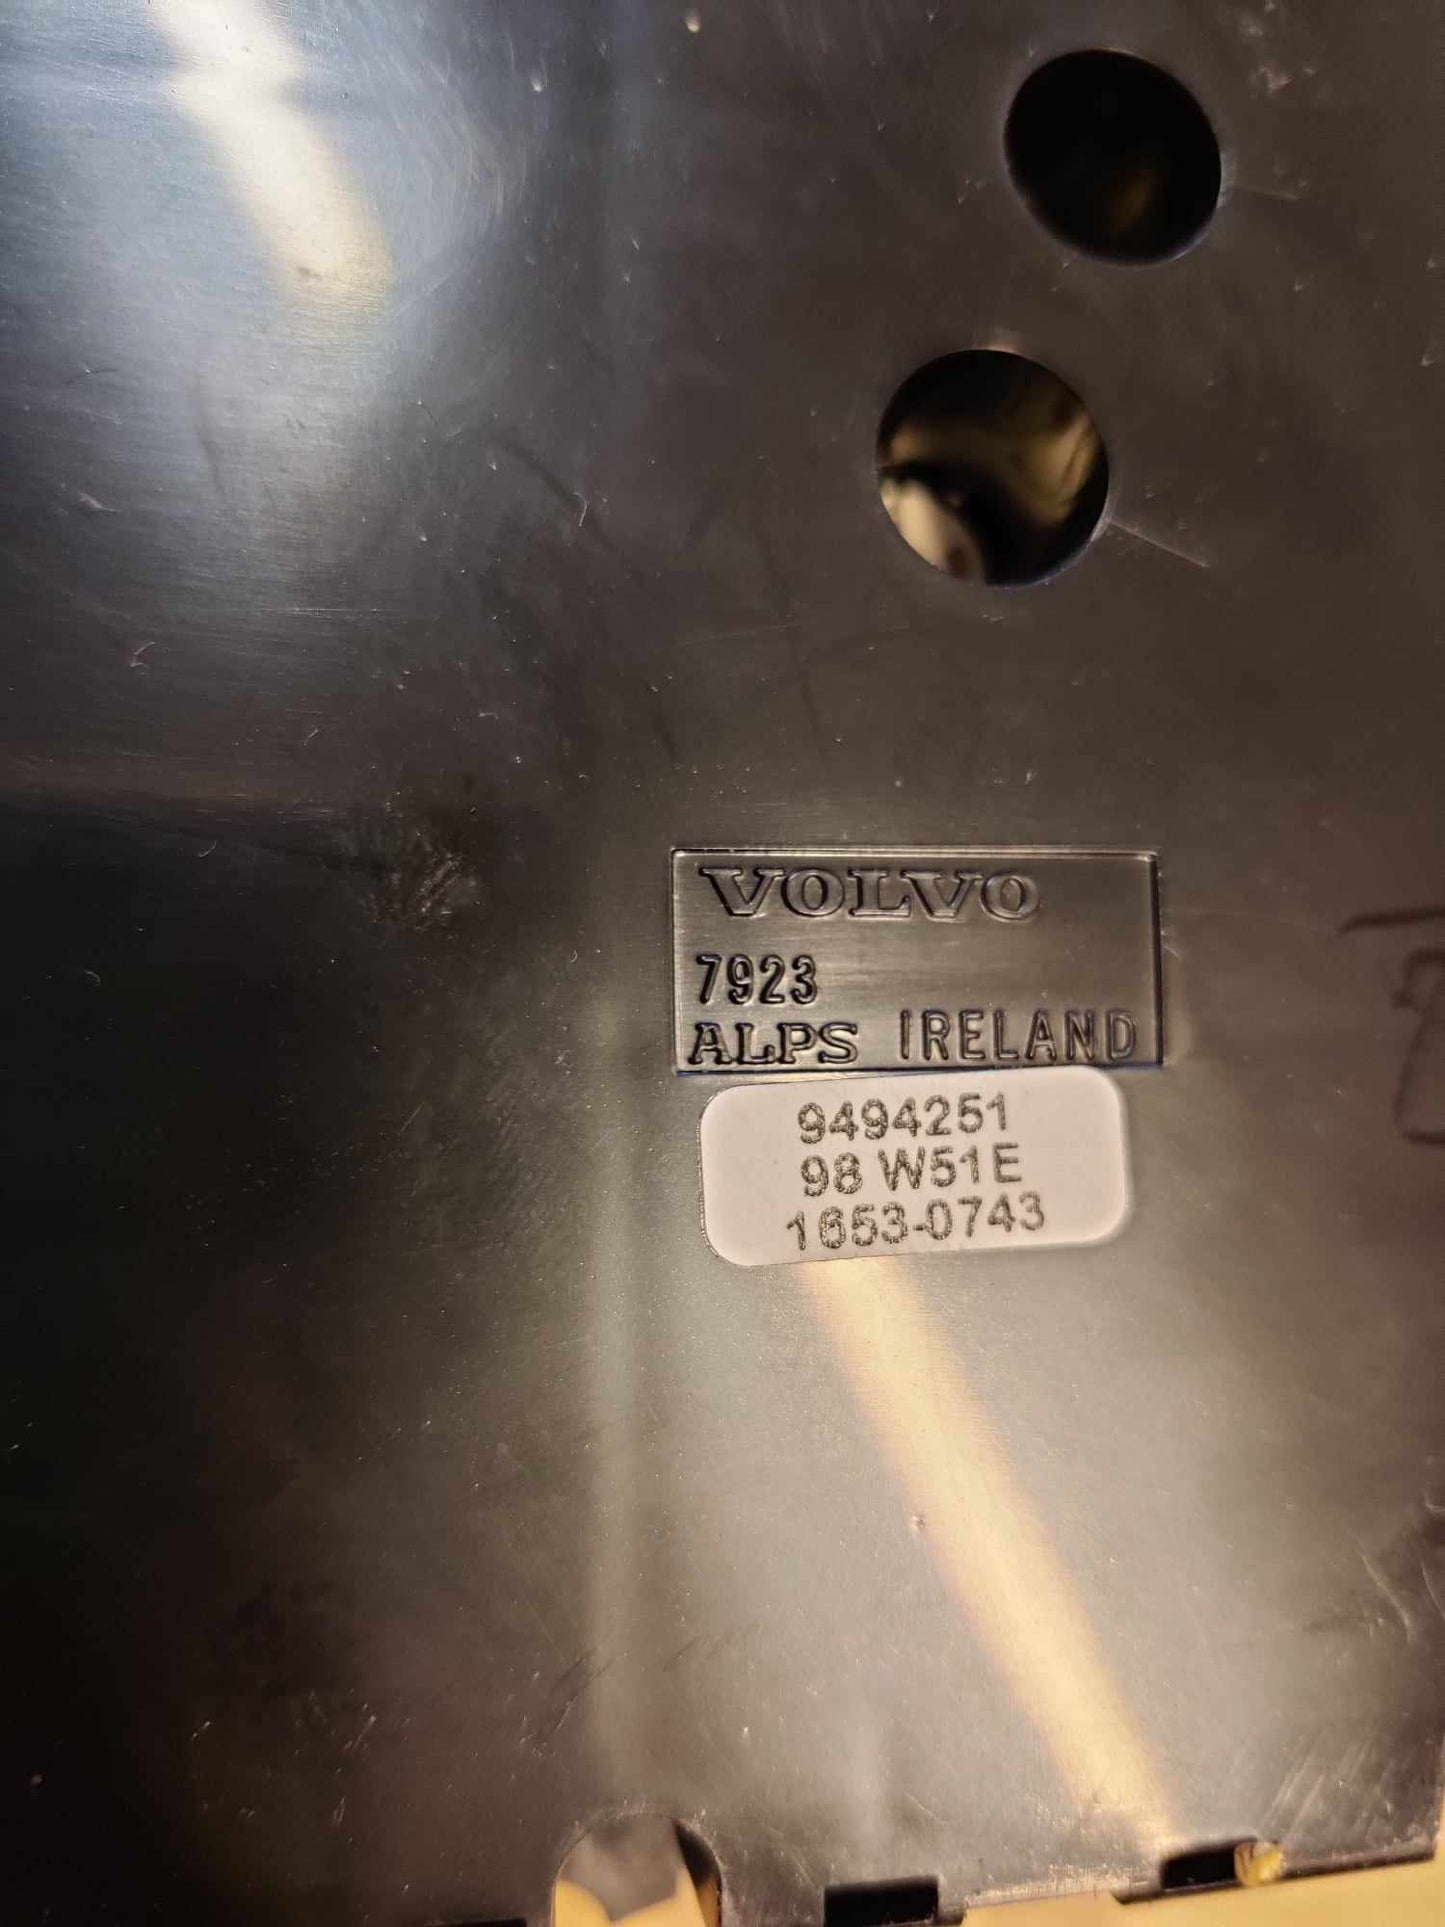 VOLVO
7923
ALPS IRELAND
9494251
98 W51E
1653-0743